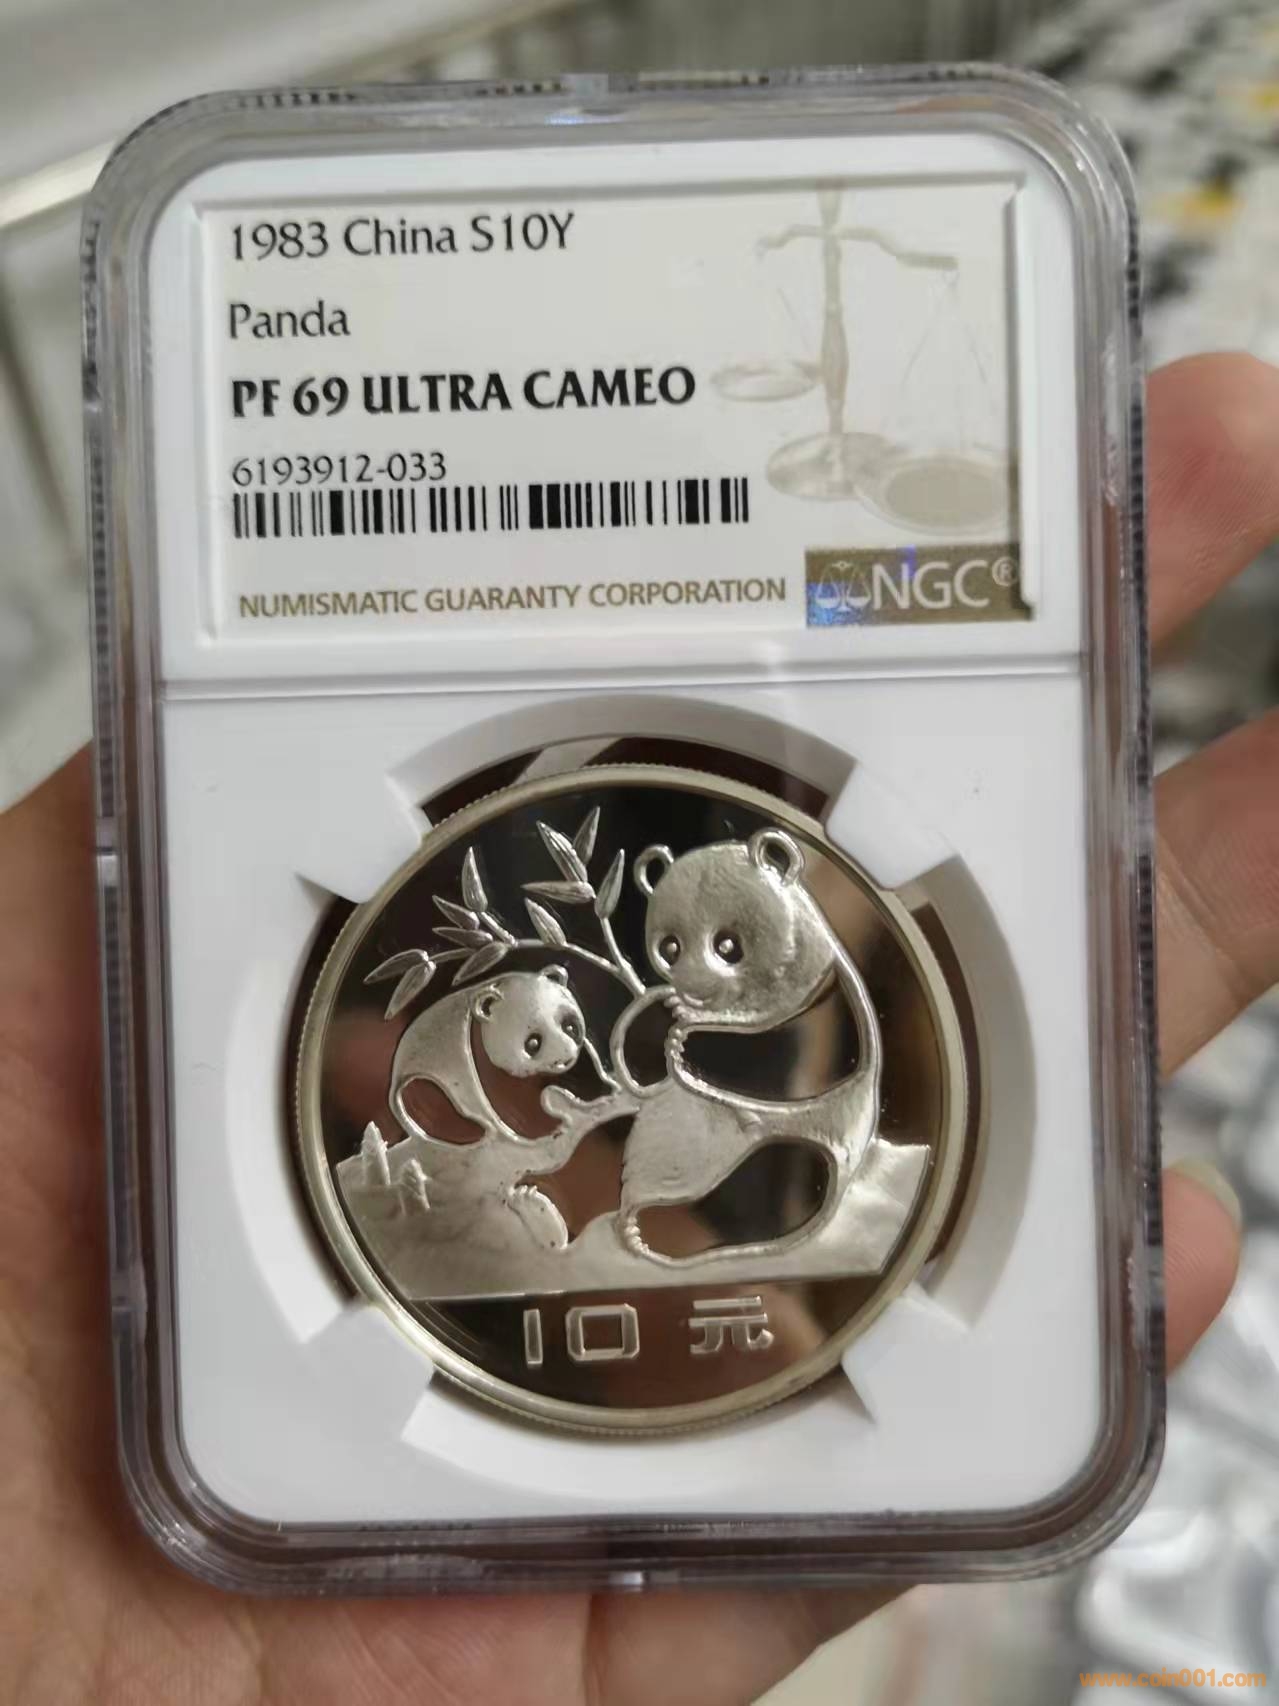 1983 China S10Y
Panda
PF 69 ULTRA CAMEO
6193912-033
NUMISMATIC GUARANTY CORPORATION
NGC®
10 元
www.coin001.com